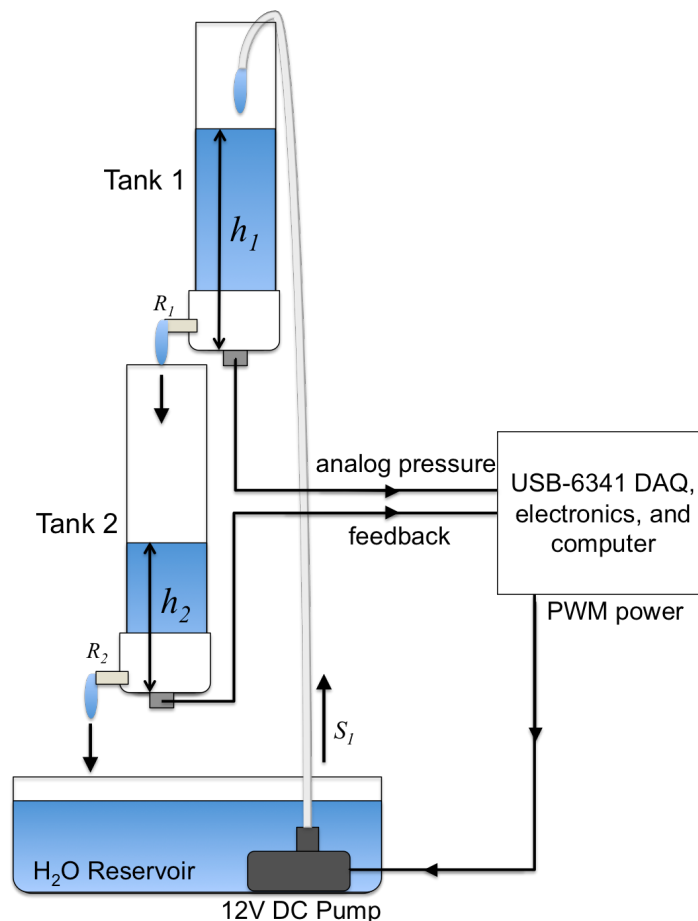 Tank 1
h₁
R₁
analog pressure
feedback
USB-6341 DAQ,
electronics, and
computer
PWM power
Tank 2
h₂
R₂
S₁
H₂O Reservoir
12V DC Pump